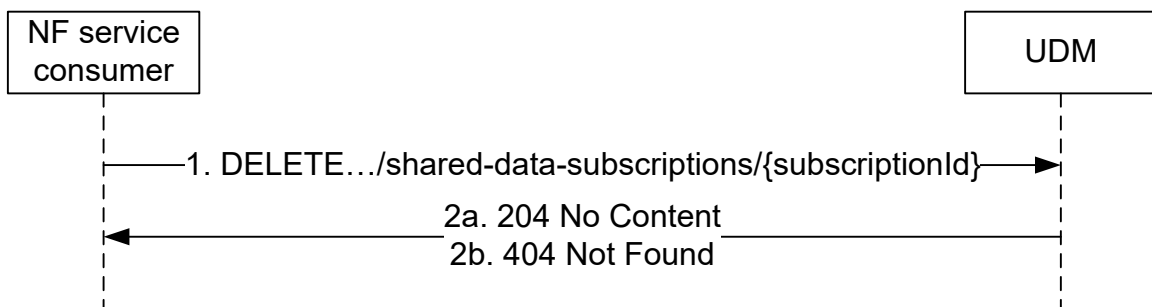 NF service
consumer
UDM
1. DELETE…/shared-data-subscriptions/{subscriptionId}
2a. 204 No Content
2b. 404 Not Found